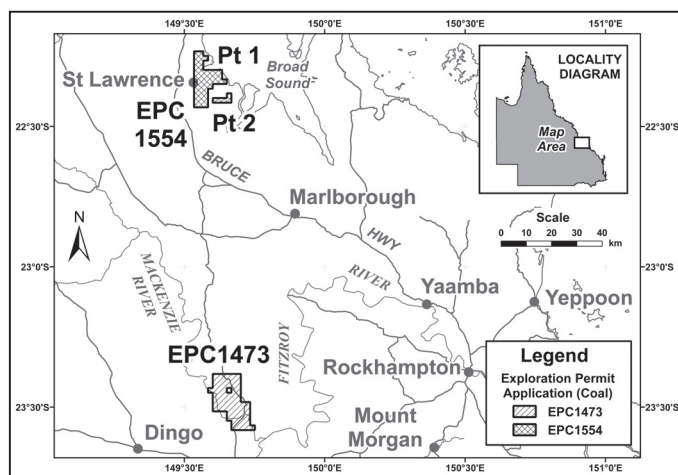 149°30'S
150°0'S
150°30'S
151°0'S
Pt 1
Broad
Sound
St Lawrence
EPC
1554
Pt 2
22°30'S
22°30'S
BRUCE
HWY
Marlborough
LOCALITY
DIAGRAM
Map
Area
Scale
0 10 20 30 40
km
N
23°0'S
23°0'S
MACKENZIE
RIVER
RIVER
FITZROY
Yaamba
Yeppoon
EPC1473
Rockhampton
Mount
Morgan
Dingo
23°30'S
23°30'S
Legend
Exploration Permit
Application (Coal)
EPC1473
EPC1554
149°30'S
150°0'S
150°30'S
151°0'S